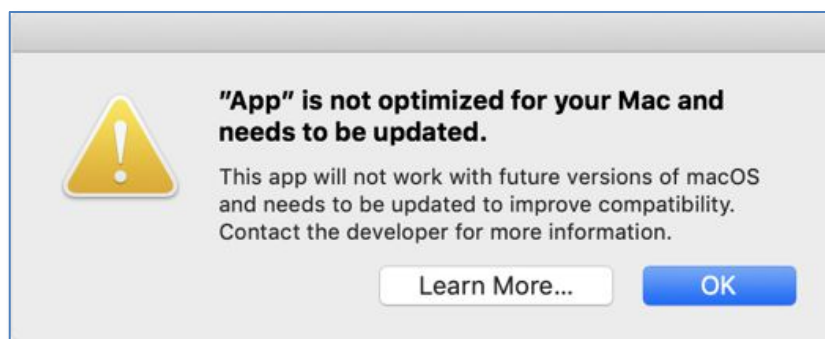 "App" is not optimized for your Mac and
needs to be updated.
This app will not work with future versions of macOS
and needs to be updated to improve compatibility.
Contact the developer for more information.
Learn More...
OK